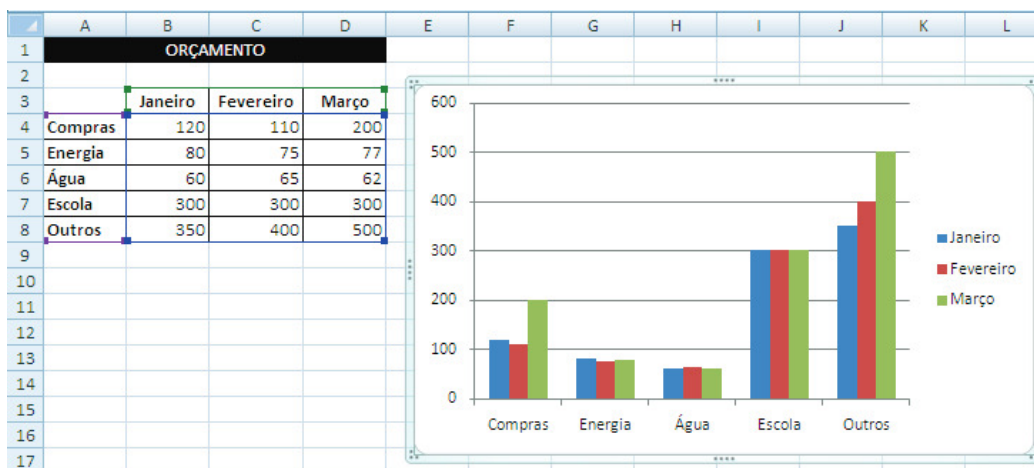 A B C D E F G H I J K L
1 ORÇAMENTO
2
3 Janeiro Fevereiro Março
4 Compras 120 110 200
5 Energia 80 75 77
6 Água 60 65 62
7 Escola 300 300 300
8 Outros 350 400 500
9
10
11
12
13
14
15
16
17
600
500
400
300
200
100
0
Compras Energia Água Escola Outros
Janeiro
Fevereiro
Março